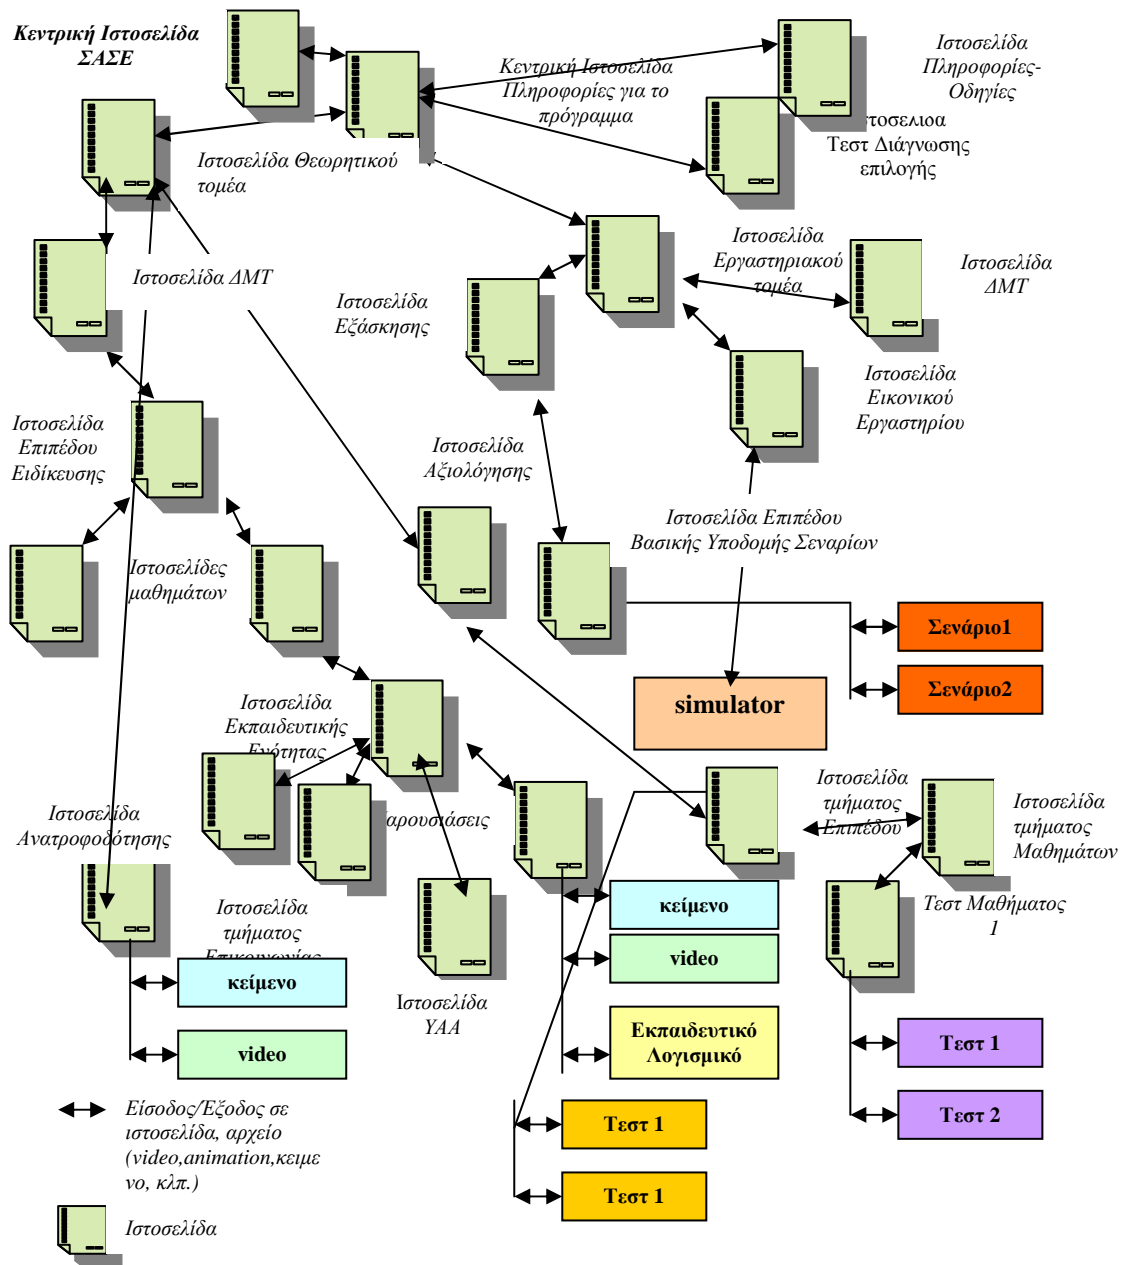 Κεντρική Ιστοσελίδα
ΣΑΣΕ
Κεντρική Ιστοσελίδα
Πληροφορίες για το
πρόγραμμα
Ιστοσελίδα
Πληροφορίες-
Οδηγίες
Ιστοσελίδα
Τεστ Διάγνωσης
επιλογής
Ιστοσελίδα Θεωρητικού
τομέα
Ιστοσελίδα ΔΜΤ
Ιστοσελίδα
Εξάσκησης
Ιστοσελίδα
Εργαστηριακού
τομέα
Ιστοσελίδα
ΔΜΤ
Ιστοσελίδα
Εικονικού
Εργαστηρίου
Ιστοσελίδα
Επιπέδου
Ειδίκευσης
Ιστοσελίδα
Αξιολόγησης
Ιστοσελίδα Επιπέδου
Βασικής Υποδομής Σεναρίων
Ιστοσελίδες
μαθημάτων
Σενάριο1
Σενάριο2
simulator
Ιστοσελίδα
Εκπαιδευτικής
Ενότητας
Ιστοσελίδα
Ανατροφοδότησης
αρουσιάσεις
Ιστοσελίδα
τμήματος
Επιπέδου
Ιστοσελίδα
τμήματος
Μαθημάτων
Ιστοσελίδα
τμήματος
Επικοινωνίας
Τεστ Μαθήματος
1
κείμενο
video
Εκπαιδευτικό
Λογισμικό
κείμενο
video
Ιστοσελίδα
ΥΑΑ
Τεστ 1
Τεστ 2
Τεστ 1
Τεστ 1
Είσοδος/Έξοδος σε
ιστοσελίδα, αρχείο
(video,animation,κειμε
νο, κλπ.)
Ιστοσελίδα